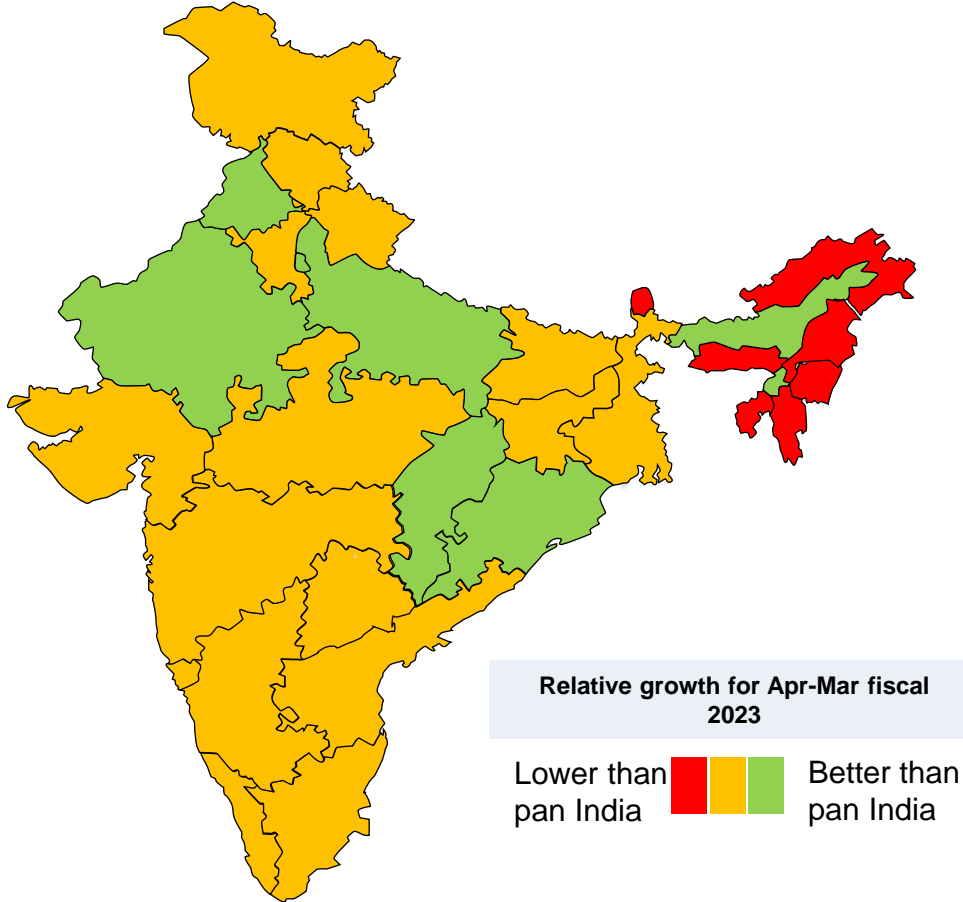 Relative growth for Apr-Mar fiscal
2023
Lower than
pan India
Better than
pan India